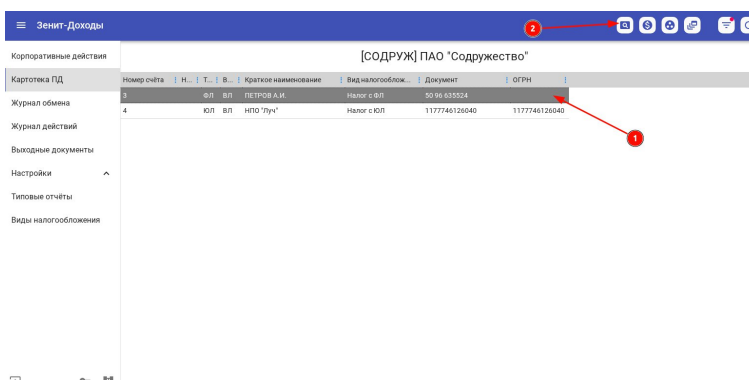 Зенит-Доходы
2
Корпоративные действия
[СОДРУЖ] ПАО "Содружество"
Картотека ПД
Номер счёта Н... Т... В... Краткое наименование Вид налогооблож... Документ ОГРН
3 ФЛ ВЛ ПЕТРОВ А.И. Налог с ФЛ 50 96 635524
Журнал обмена
4 ЮЛ ВЛ НПО "Луч" Налог с ЮЛ 1177746126040 1177746126040
Журнал действий
1
Выходные документы
Настройки
Типовые отчёты
Виды налогообложения